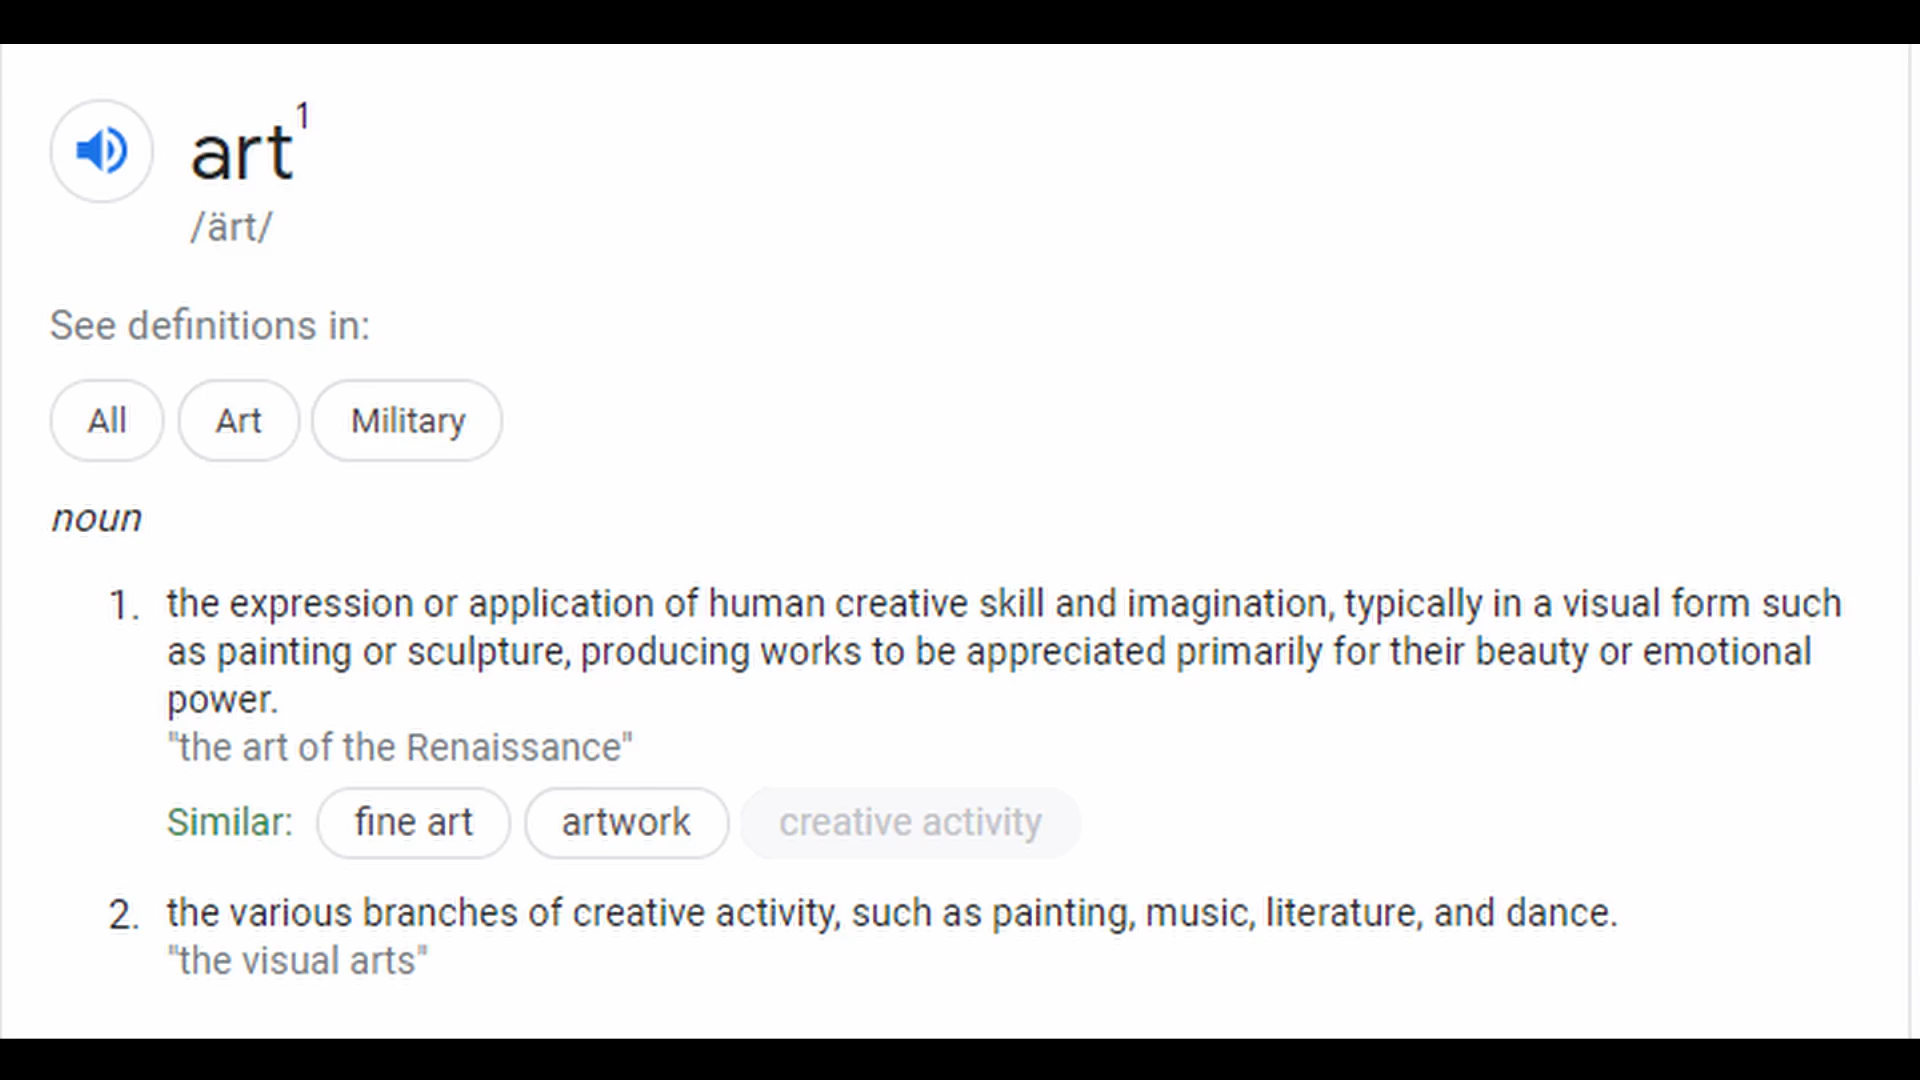 art1
/ärt/
See definitions in:
All Art Military
noun
1. the expression or application of human creative skill and imagination, typically in a visual form such
as painting or sculpture, producing works to be appreciated primarily for their beauty or emotional
power.
"the art of the Renaissance"
Similar: fine art artwork creative activity
2. the various branches of creative activity, such as painting, music, literature, and dance.
"the visual arts"